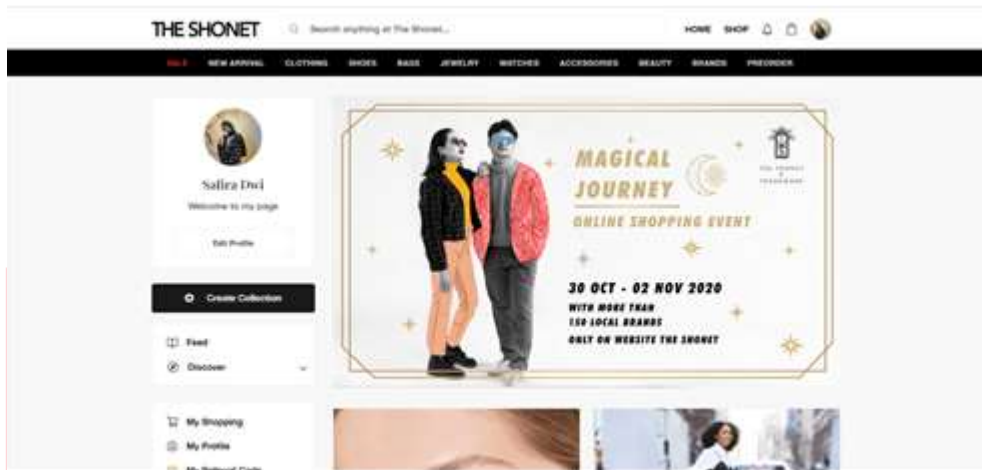 THE SHONET
Search anything at The Shonet...
HOME SHOP
SALE NEW ARRIVAL CLOTHING SHOES BAGS JEWELRY WATCHES ACCESSORIES BEAUTY BRANDS PREORDER
Safira Dwi
Welcome to my page
Edit Profile
Create Collection
Feed
Discover
My Shopping
My Profile
My Referral Code
MAGICAL
JOURNEY
ONLINE SHOPPING EVENT
30 OCT - 02 NOV 2020
WITH MORE THAN
150 LOCAL BRANDS
ONLY ON WEBSITE THE SHONET